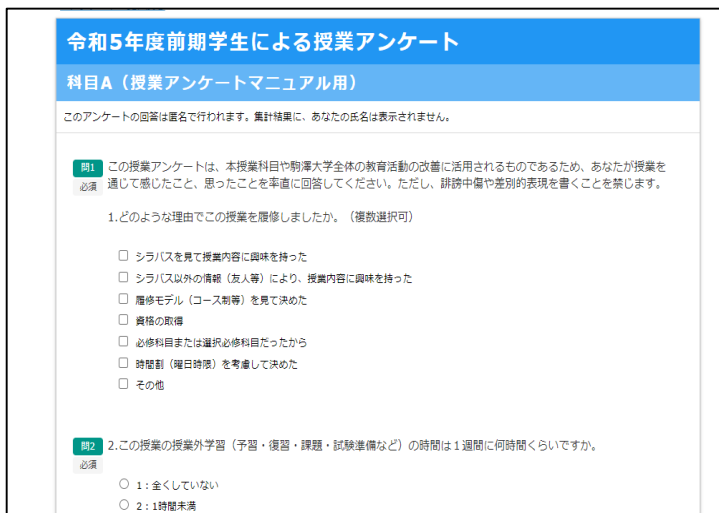 令和5年度前期学生による授業アンケート
科目A（授業アンケートマニュアル用）
このアンケートの回答は匿名で行われます。集計結果に、あなたの氏名は表示されません。
問1 この授業アンケートは、本授業科目や駒澤大学全体の教育活動の改善に活用されるものであるため、あなたが授業を
必須 通じて感じたこと、思ったことを率直に回答してください。ただし、誹謗中傷や差別的表現を書くことを禁じます。
1.どのような理由でこの授業を履修しましたか。（複数選択可）
シラバスを見て授業内容に興味を持った
シラバス以外の情報（友人等）により、授業内容に興味を持った
履修モデル（コース制等）を見て決めた
資格の取得
必修科目または選択必修科目だったから
時間割（曜日時限）を考慮して決めた
その他
問2 2.この授業の授業外学習（予習・復習・課題・試験準備など）の時間は１週間に何時間くらいですか。
必須
1：全くしていない
2：1時間未満